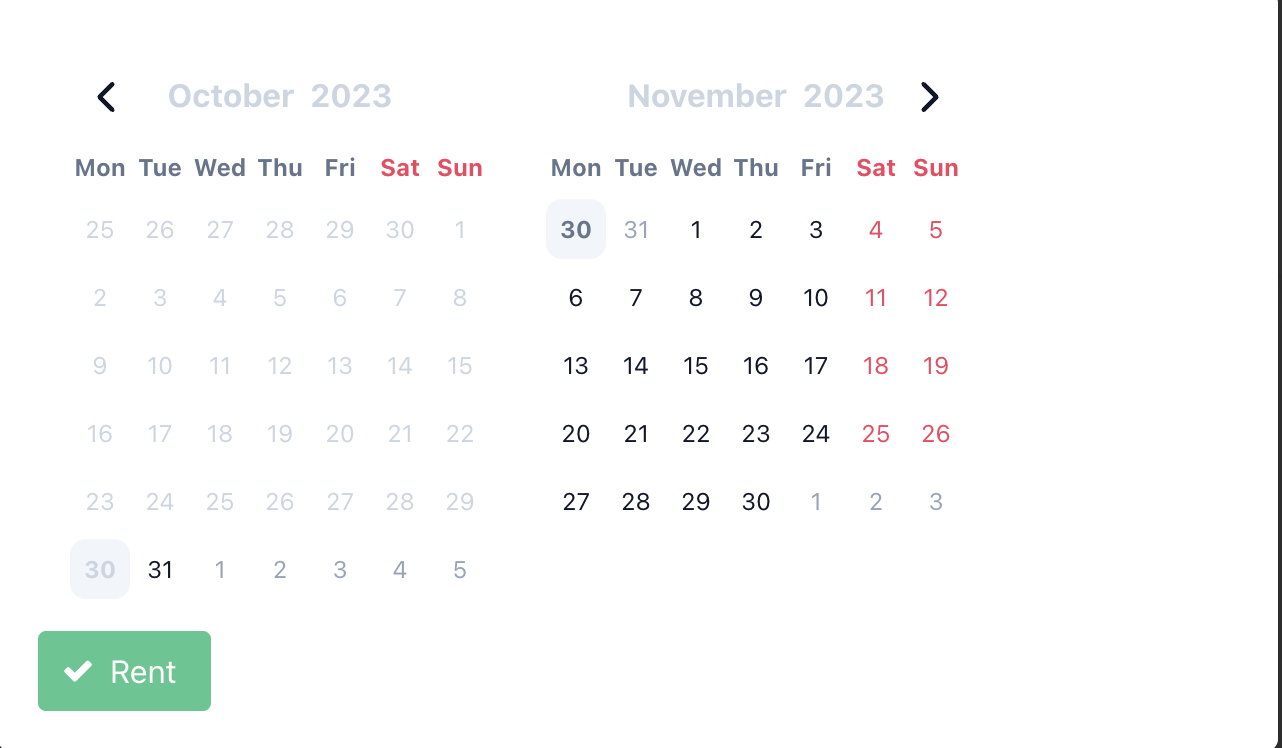 October 2023
Mon Tue Wed Thu Fri Sat Sun
25 26 27 28 29 30 1
2 3 4 5 6 7 8
9 10 11 12 13 14 15
16 17 18 19 20 21 22
23 24 25 26 27 28 29
30 31 1 2 3 4 5
November 2023
Mon Tue Wed Thu Fri Sat Sun
30 31 1 2 3 4 5
6 7 8 9 10 11 12
13 14 15 16 17 18 19
20 21 22 23 24 25 26
27 28 29 30 1 2 3
Rent